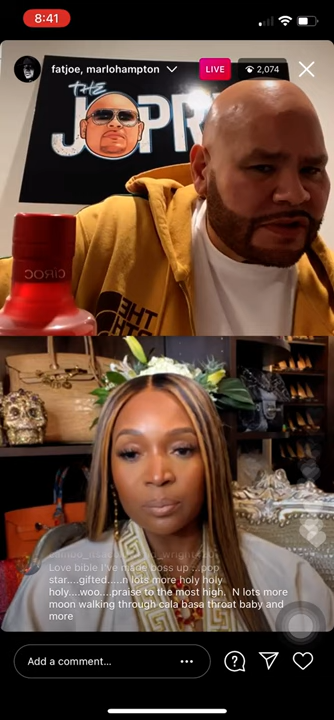 8:41
fatjoe, marlohampton
LIVE
2,074
THE
J PR
CIROC
THE
Love bible I've made boss up ...pop
star....gifted.....n lots more holy holy
holy....woo....praise to the most high.  N lots more
moon walking through cala basa throat baby and
more
Add a comment...